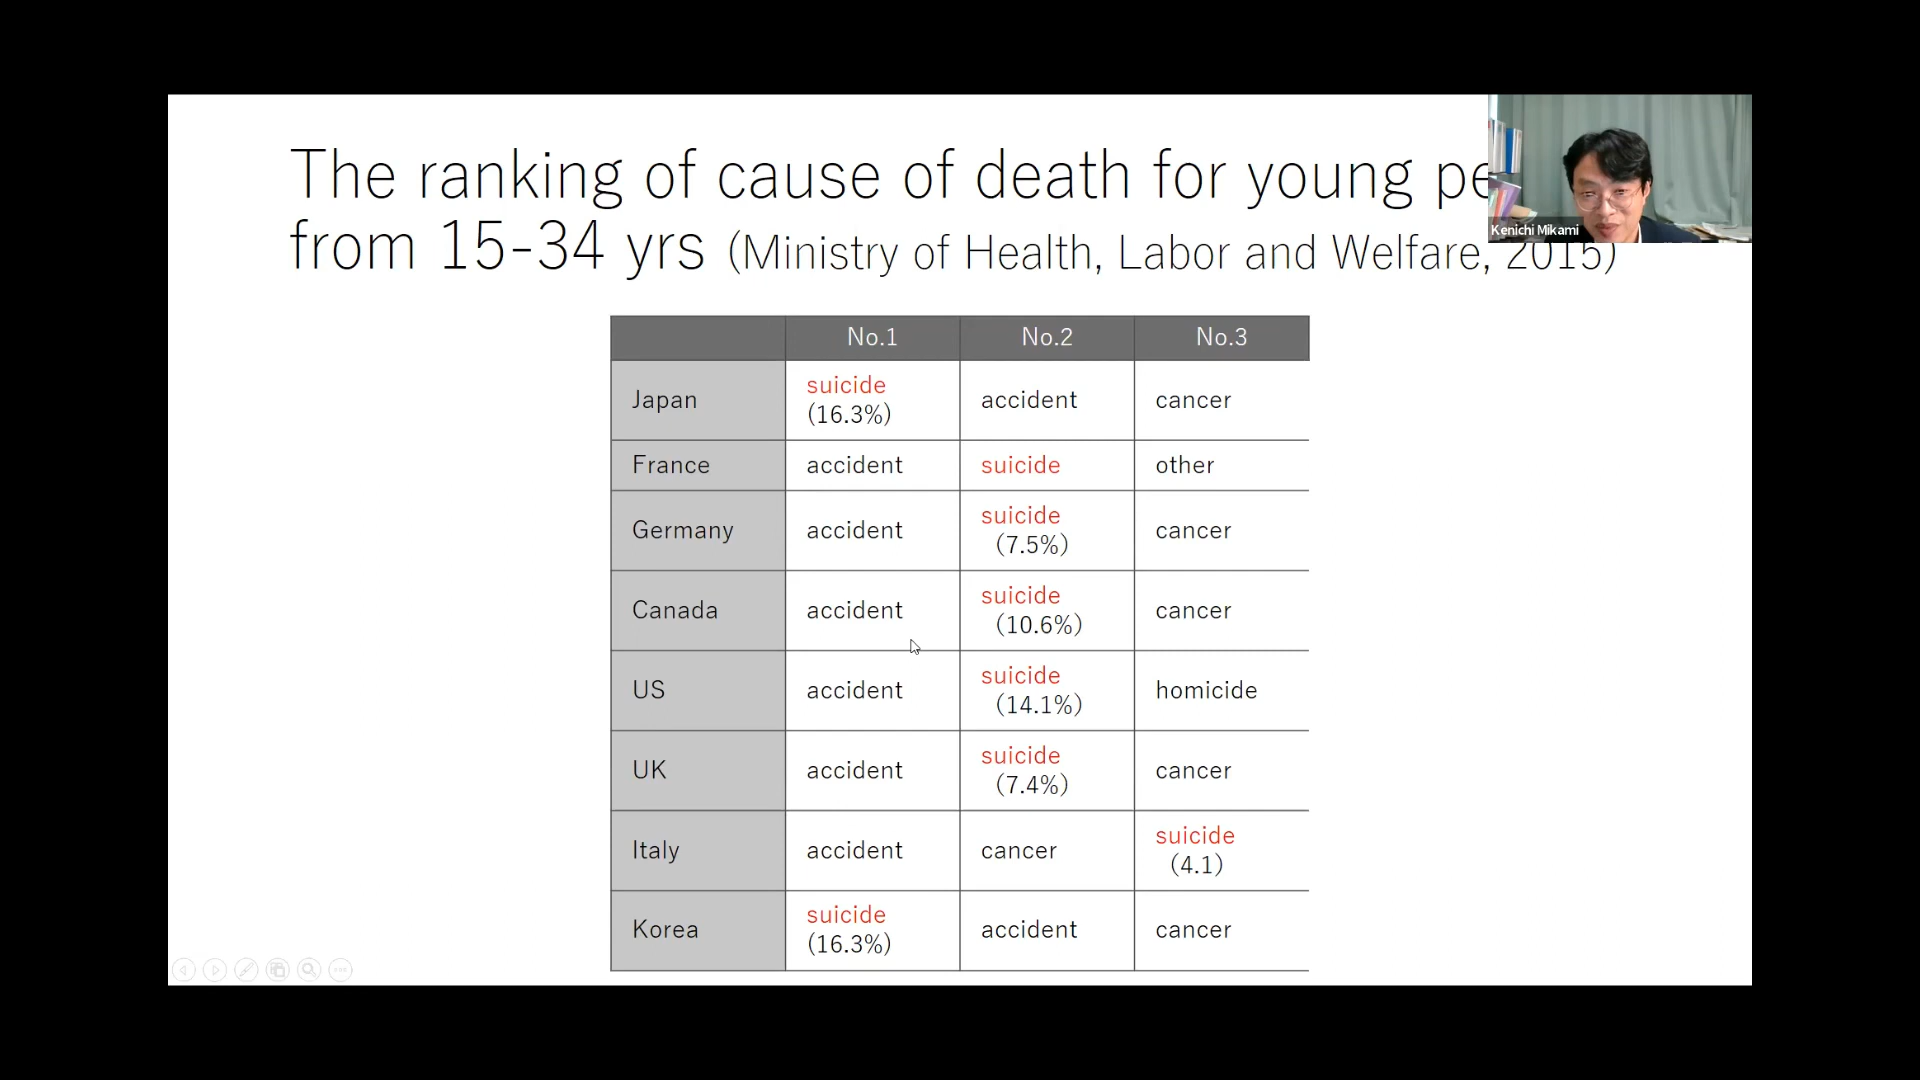 The ranking of cause of death for young pe
from 15-34 yrs (Ministry of Health, Labor and Welfare, 2015)
Kenichi Mikami
No.1 No.2 No.3
Japan suicide (16.3%) accident cancer
France accident suicide other
Germany accident suicide (7.5%) cancer
Canada accident suicide (10.6%) cancer
US accident suicide (14.1%) homicide
UK accident suicide (7.4%) cancer
Italy accident cancer suicide (4.1)
Korea suicide (16.3%) accident cancer